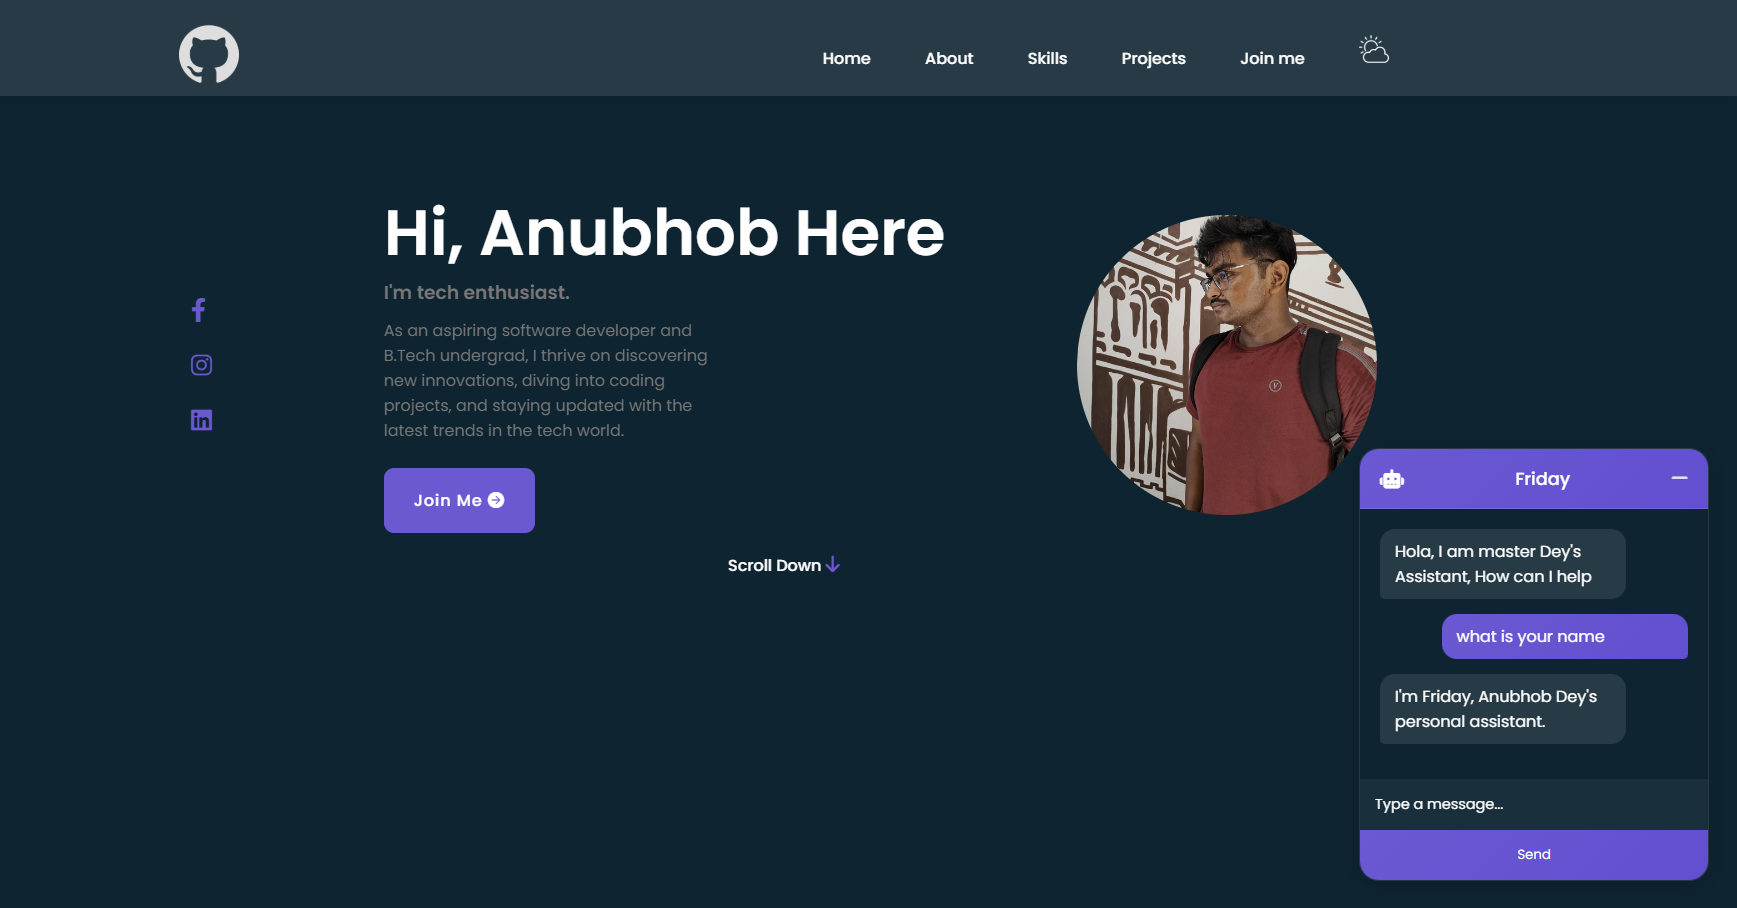 Home About Skills Projects Join me
Hi, Anubhob Here
I'm tech enthusiast.
As an aspiring software developer and
B.Tech undergrad, I thrive on discovering
new innovations, diving into coding
projects, and staying updated with the
latest trends in the tech world.
Join Me
Scroll Down
Friday
Hola, I am master Dey's
Assistant, How can I help
what is your name
I'm Friday, Anubhob Dey's
personal assistant.
Type a message...
Send